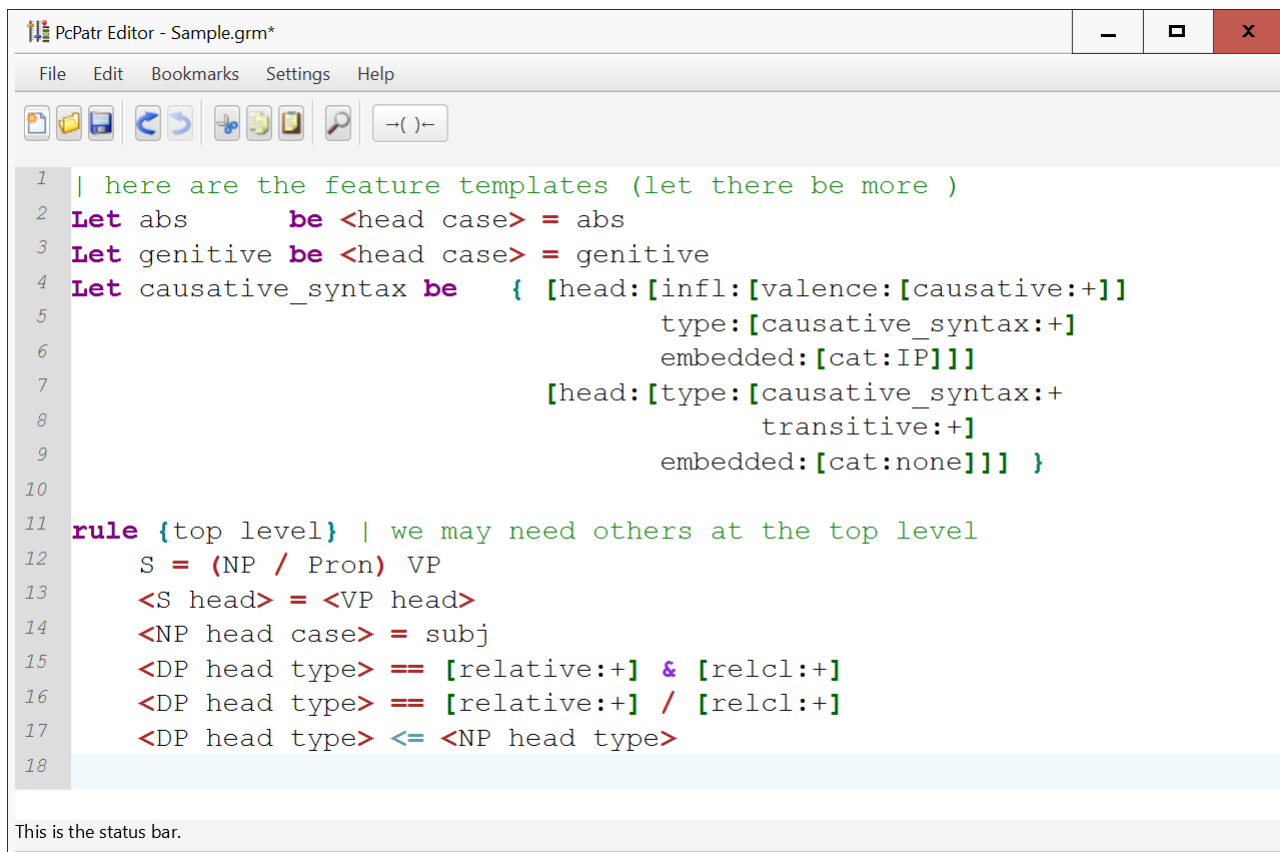 PcPatr Editor - Sample.grm*
File Edit Bookmarks Settings Help
→( )←
1 | here are the feature templates (let there be more )
2 Let abs      be <head case> = abs
3 Let genitive be <head case> = genitive
4 Let causative_syntax be   { [head:[infl:[valence:[causative:+]]
5                                    type:[causative_syntax:+]
6                                    embedded:[cat:IP]]]
7                             [head:[type:[causative_syntax:+
8                                          transitive:+]
9                                    embedded:[cat:none]]] }
10
11 rule {top level} | we may need others at the top level
12     S = (NP / Pron) VP
13     <S head> = <VP head>
14     <NP head case> = subj
15     <DP head type> == [relative:+] & [relcl:+]
16     <DP head type> == [relative:+] / [relcl:+]
17     <DP head type> <= <NP head type>
18
This is the status bar.